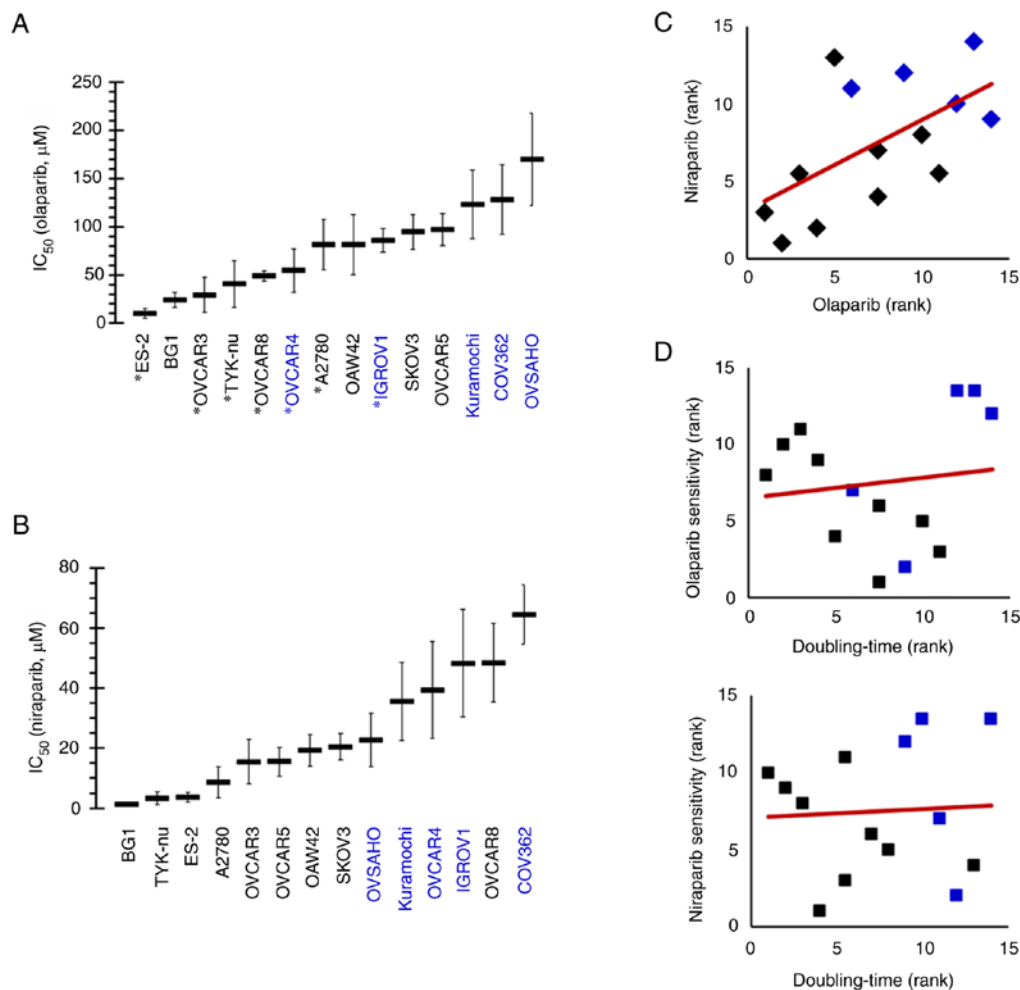 A
IC50 (olaparib, µM)
250
200
150
100
50
0
*ES-2
BG1
*OVCAR3
*TYK-nu
*OVCAR8
*OVCAR4
*A2780
OAW42
*IGROV1
SKOV3
OVCAR5
Kuramochi
COV362
OVSAHO
B
IC50 (niraparib, µM)
80
60
40
20
0
BG1
TYK-nu
ES-2
A2780
OVCAR3
OVCAR5
OAW42
SKOV3
OVSAHO
Kuramochi
OVCAR4
IGROV1
OVCAR8
COV362
C
Niraparib (rank)
15
10
5
0
0 5 10 15
Olaparib (rank)
D
Olaparib sensitivity (rank)
15
10
5
0
0 5 10 15
Doubling-time (rank)
Niraparib sensitivity (rank)
15
10
5
0
0 5 10 15
Doubling-time (rank)